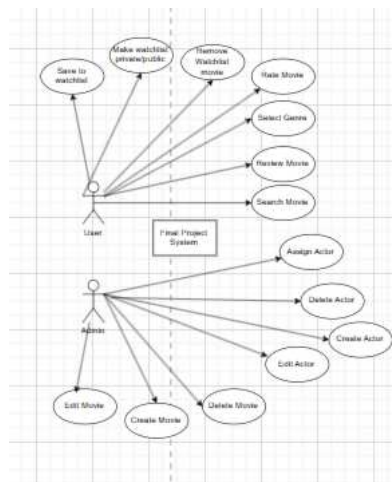 Make watchlist
private/public
Remove
Watchlist
movie
Save to
watchlist
Rate Movie
Select Genre
Review Movie
Search Movie
User
Final Project
System
Assign Actor
Delete Actor
Admin
Create Actor
Edit Actor
Edit Movie
Create Movie
Delete Movie